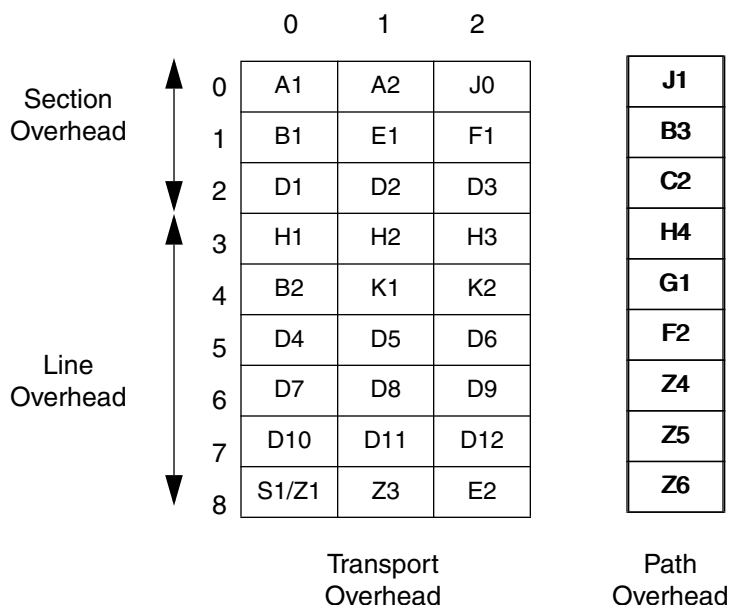 0 1 2
Section
Overhead
Line
Overhead
0 A1 A2 J0
1 B1 E1 F1
2 D1 D2 D3
3 H1 H2 H3
4 B2 K1 K2
5 D4 D5 D6
6 D7 D8 D9
7 D10 D11 D12
8 S1/Z1 Z3 E2
Transport
Overhead
J1
B3
C2
H4
G1
F2
Z4
Z5
Z6
Path
Overhead